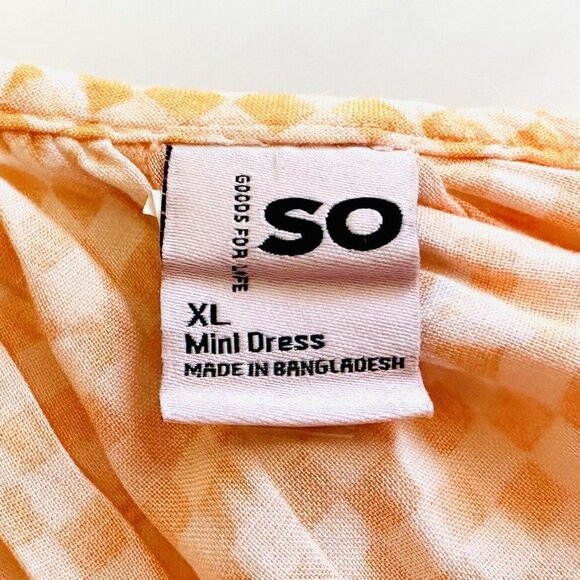 GOODS FOR LIFE
SO
XL
Mini Dress
MADE IN BANGLADESH